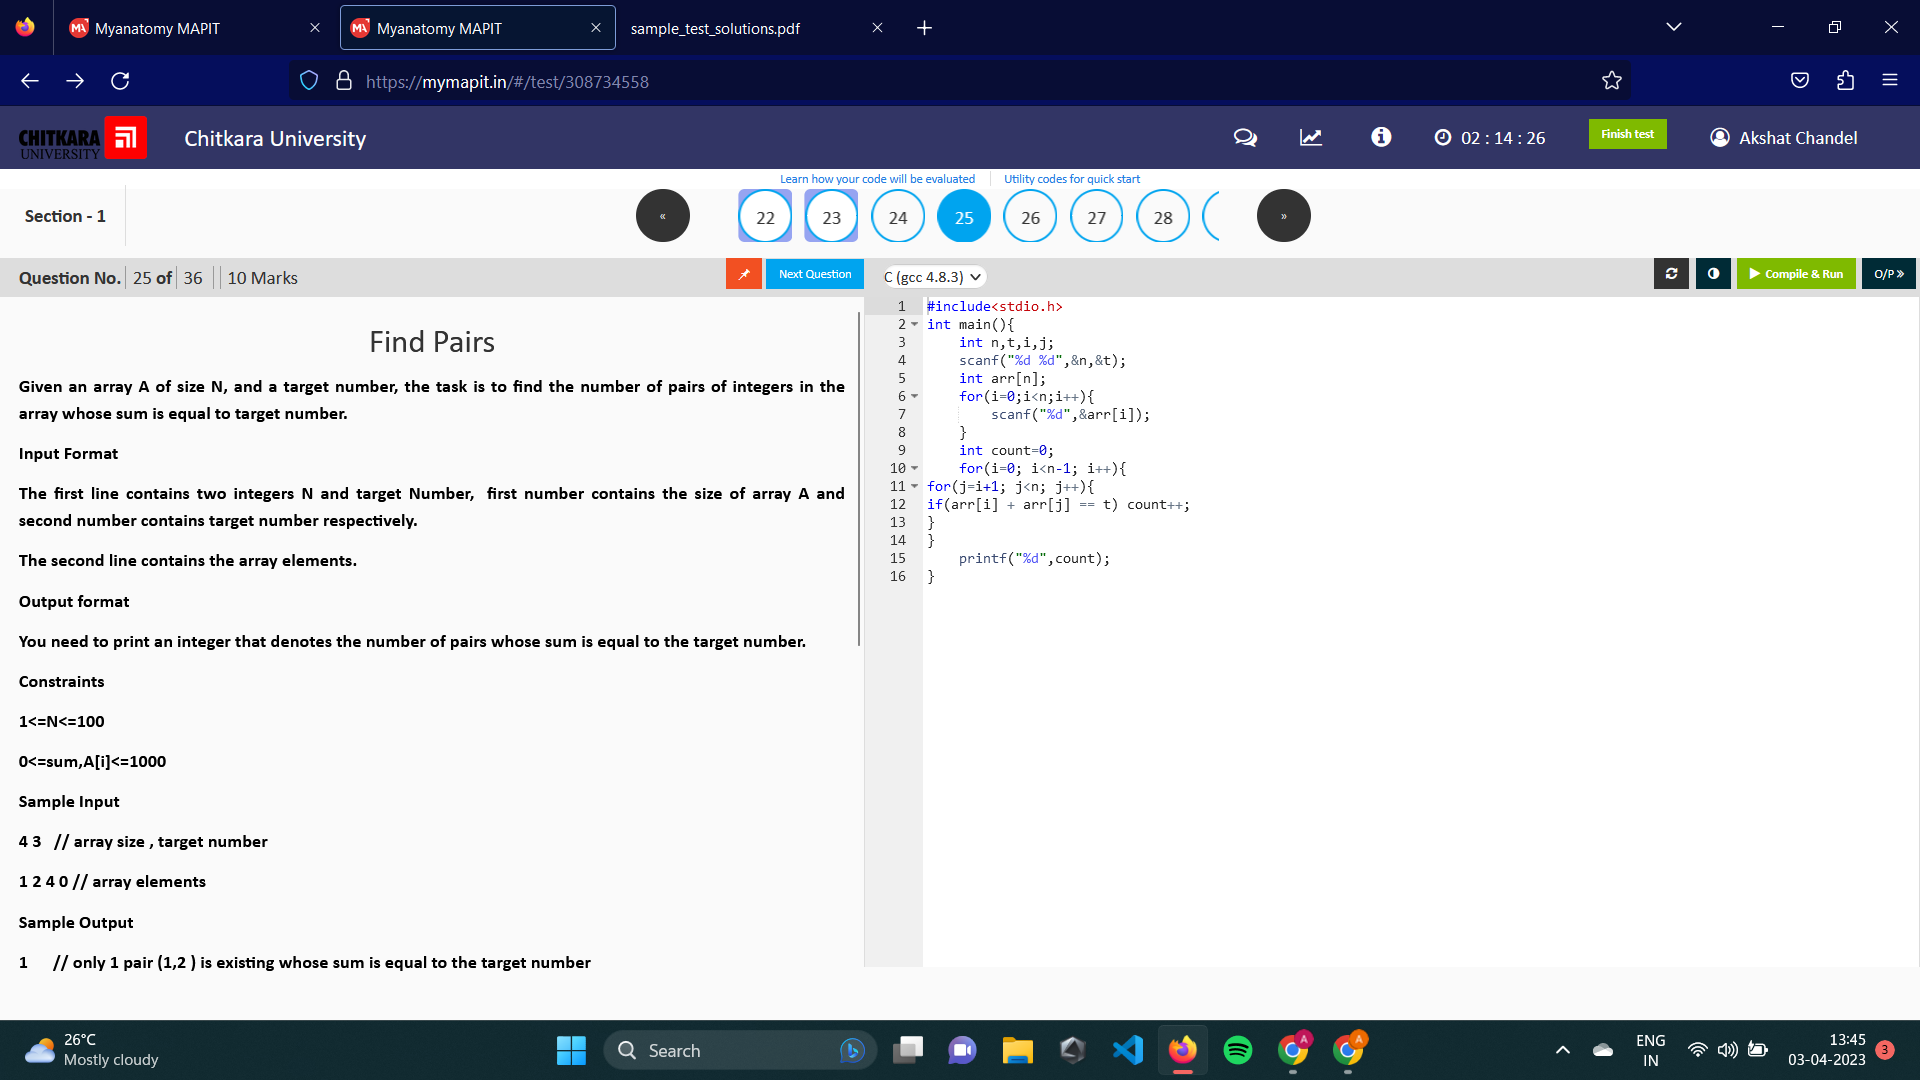 Myanatomy MAPIT
Myanatomy MAPIT
sample_test_solutions.pdf
https://mymapit.in/#/test/308734558
CHITKARA
UNIVERSITY
Chitkara University
02 : 14 : 26
Finish test
Akshat Chandel
Learn how your code will be evaluated
Utility codes for quick start
Section - 1
«
22
23
24
25
26
27
28
»
Question No. 25 of 36 10 Marks
Next Question
C (gcc 4.8.3)
Compile & Run
O/P »
Find Pairs
Given an array A of size N, and a target number, the task is to find the number of pairs of integers in the
array whose sum is equal to target number.
Input Format
The first line contains two integers N and target Number, first number contains the size of array A and
second number contains target number respectively.
The second line contains the array elements.
Output format
You need to print an integer that denotes the number of pairs whose sum is equal to the target number.
Constraints
1<=N<=100
0<=sum,A[i]<=1000
Sample Input
4 3 // array size , target number
1 2 4 0 // array elements
Sample Output
1 // only 1 pair (1,2 ) is existing whose sum is equal to the target number
1 #include<stdio.h>
2 int main(){
3 int n,t,i,j;
4 scanf("%d %d",&n,&t);
5 int arr[n];
6 for(i=0;i<n;i++){
7 scanf("%d",&arr[i]);
8 }
9 int count=0;
10 for(i=0; i<n-1; i++){
11 for(j=i+1; j<n; j++){
12 if(arr[i] + arr[j] == t) count++;
13 }
14 }
15 printf("%d",count);
16 }
26°C
Mostly cloudy
Search
A
A
ENG
IN
13:45
03-04-2023
3